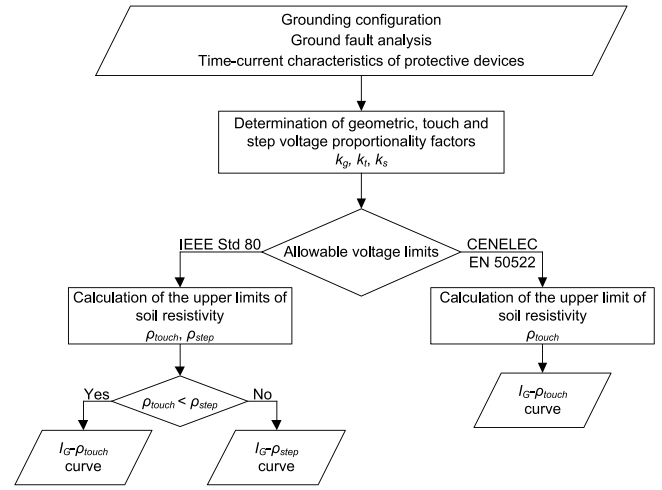 Grounding configuration
Ground fault analysis
Time-current characteristics of protective devices
Determination of geometric, touch and
step voltage proportionality factors
kg, kt, ks
Allowable voltage limits
IEEE Std 80
CENELEC
EN 50522
Calculation of the upper limits of
soil resistivity
ρtouch, ρstep
Calculation of the upper limit of
soil resistivity
ρtouch
Yes
ρtouch < ρstep
No
IG-ρtouch
curve
IG-ρtouch
curve
IG-ρstep
curve